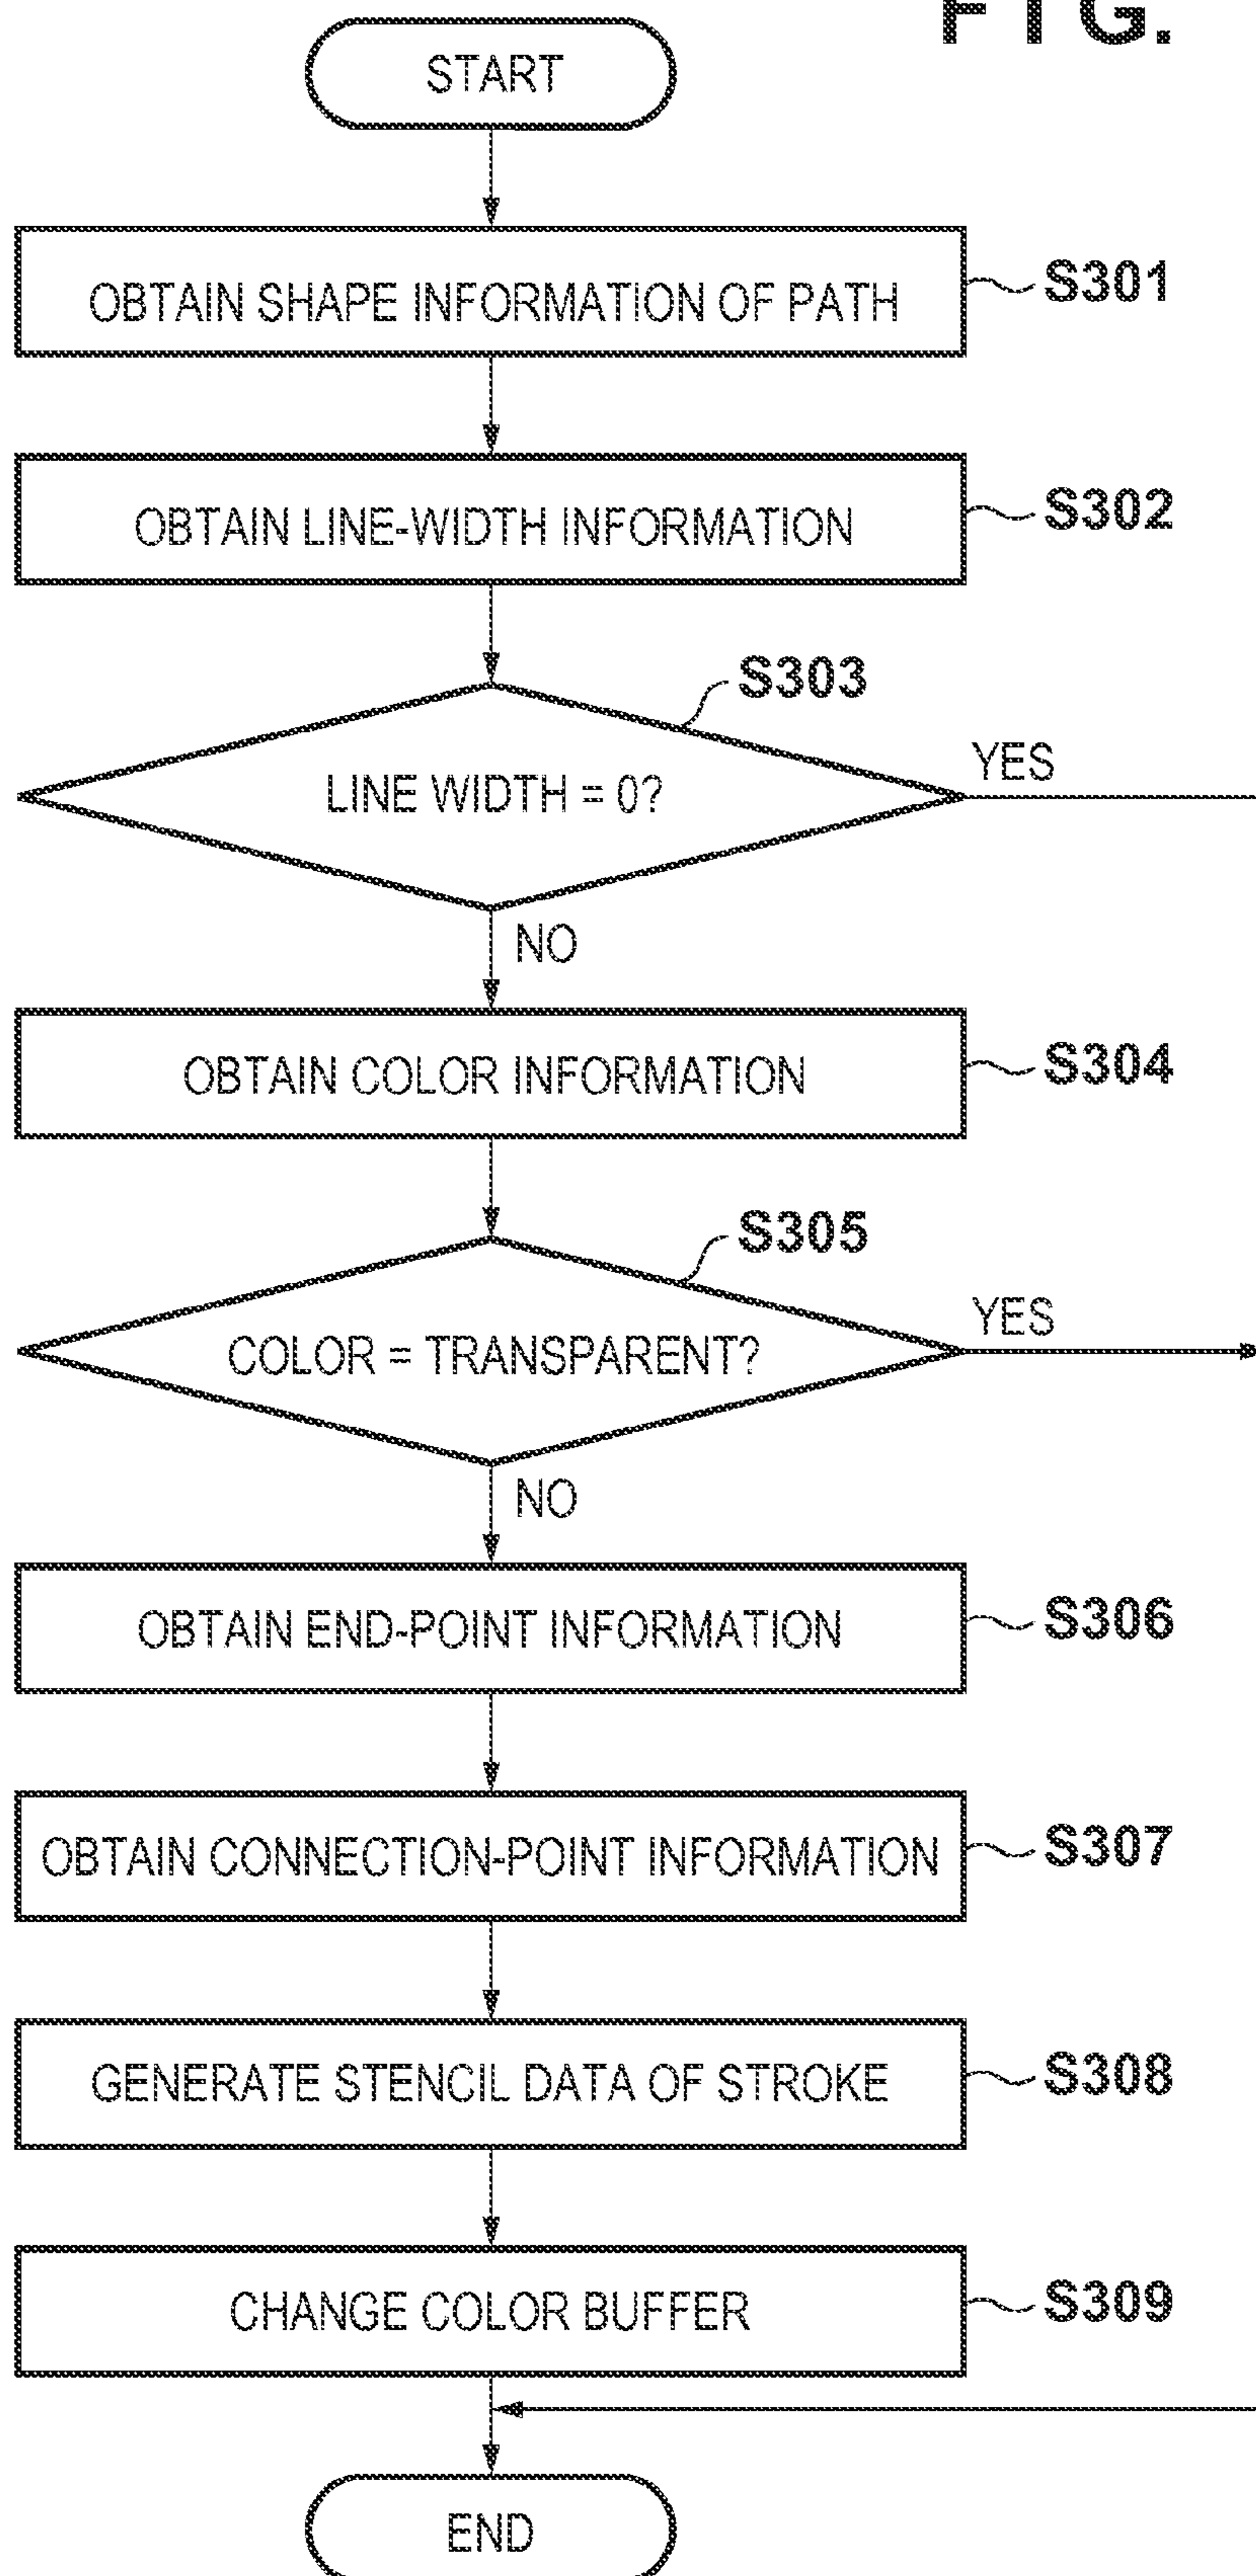 FIG.
START
OBTAIN SHAPE INFORMATION OF PATH
S301
OBTAIN LINE-WIDTH INFORMATION
S302
S303
LINE WIDTH = 0?
YES
NO
OBTAIN COLOR INFORMATION
S304
S305
COLOR = TRANSPARENT?
YES
NO
OBTAIN END-POINT INFORMATION
S306
OBTAIN CONNECTION-POINT INFORMATION
S307
GENERATE STENCIL DATA OF STROKE
S308
CHANGE COLOR BUFFER
S309
END